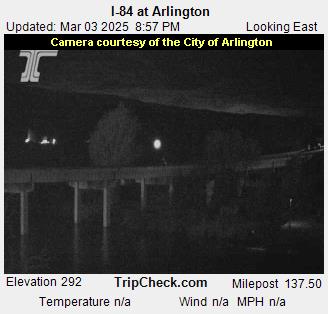 I-84 at Arlington
Updated: Mar 03 2025 8:57 PM Looking East
Camera courtesy of the City of Arlington
Elevation 292 TripCheck.com Milepost 137.50
Temperature n/a Wind n/a MPH n/a